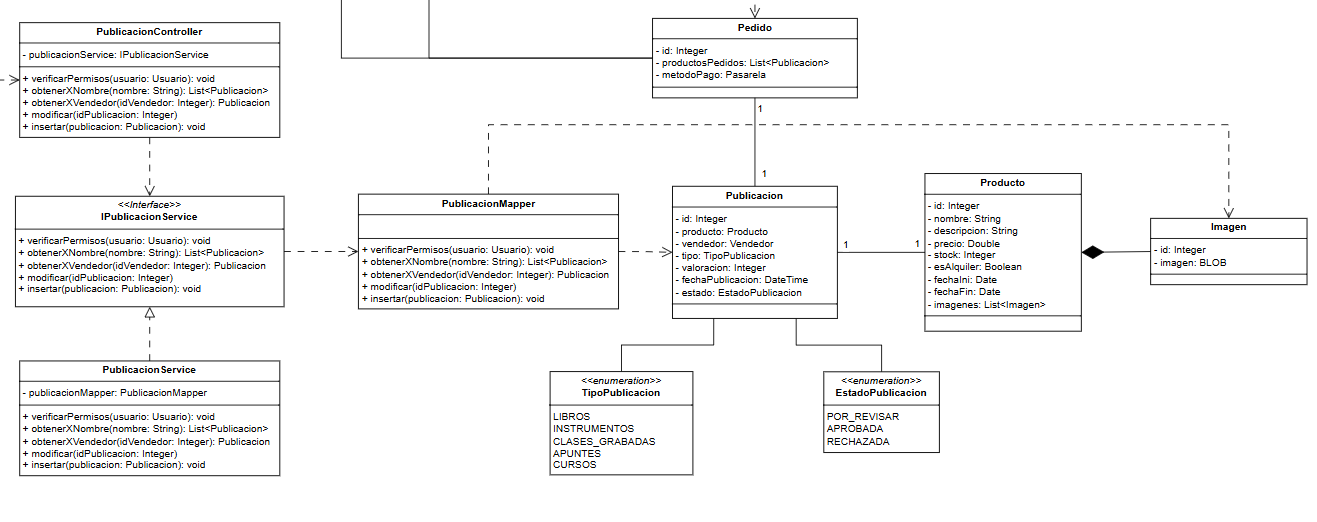 PublicacionController
- publicacionService: IPublicacionService
+ verificarPermisos(usuario: Usuario): void
+ obtenerXNombre(nombre: String): List<Publicacion>
+ obtenerXVendedor(idVendedor: Integer): Publicacion
+ modificar(idPublicacion: Integer)
+ insertar(publicacion: Publicacion): void
Pedido
- id: Integer
- productosPedidos: List<Publicacion>
- metodoPago: Pasarela
1
1
<<Interface>>
IPublicacionService
+ verificarPermisos(usuario: Usuario): void
+ obtenerXNombre(nombre: String): List<Publicacion>
+ obtenerXVendedor(idVendedor: Integer): Publicacion
+ modificar(idPublicacion: Integer)
+ insertar(publicacion: Publicacion): void
PublicacionMapper
+ verificarPermisos(usuario: Usuario): void
+ obtenerXNombre(nombre: String): List<Publicacion>
+ obtenerXVendedor(idVendedor: Integer): Publicacion
+ modificar(idPublicacion: Integer)
+ insertar(publicacion: Publicacion): void
Publicacion
- id: Integer
- producto: Producto
- vendedor: Vendedor
- tipo: TipoPublicacion
- valoracion: Integer
- fechaPublicacion: DateTime
- estado: EstadoPublicacion
1
1
Producto
- id: Integer
- nombre: String
- descripcion: String
- precio: Double
- stock: Integer
- esAlquiler: Boolean
- fechaIni: Date
- fechaFin: Date
- imagenes: List<Imagen>
Imagen
- id: Integer
- imagen: BLOB
PublicacionService
- publicacionMapper: PublicacionMapper
+ verificarPermisos(usuario: Usuario): void
+ obtenerXNombre(nombre: String): List<Publicacion>
+ obtenerXVendedor(idVendedor: Integer): Publicacion
+ modificar(idPublicacion: Integer)
+ insertar(publicacion: Publicacion): void
<<enumeration>>
TipoPublicacion
LIBROS
INSTRUMENTOS
CLASES_GRABADAS
APUNTES
CURSOS
<<enumeration>>
EstadoPublicacion
POR_REVISAR
APROBADA
RECHAZADA